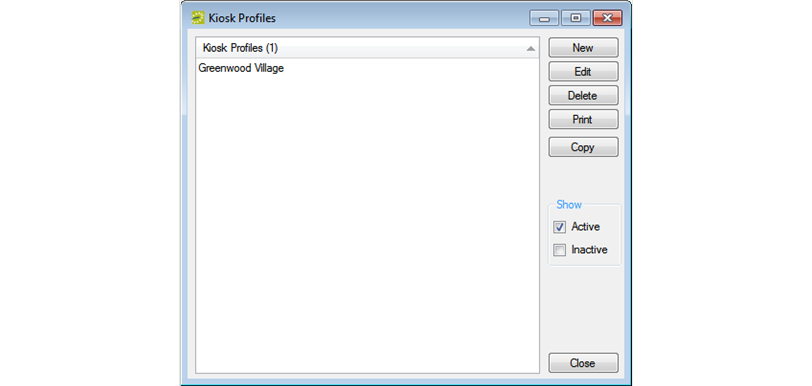 Kiosk Profiles
Kiosk Profiles (1)
Greenwood Village
New
Edit
Delete
Print
Copy
Show
Active
Inactive
Close